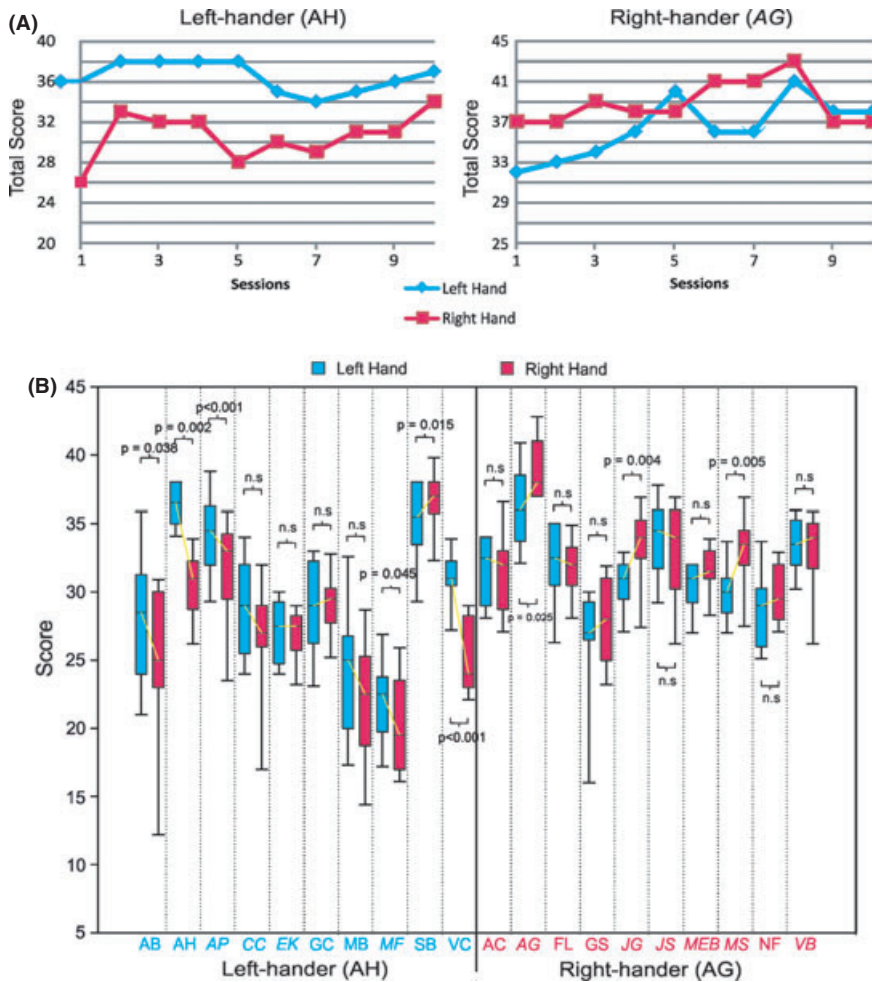 (A)
Left-hander (AH)
Right-hander (AG)
40
36
32
28
24
20
Total Score
1 3 5 7 9
Sessions
45
41
37
33
29
25
Total Score
1 3 5 7 9
Sessions
Left Hand
Right Hand
(B)
Left Hand Right Hand
45
40
35
30
25
20
15
10
5
Score
p = 0.038
p = 0.002
p<0.001
n.s
n.s
n.s
n.s
p = 0.045
p = 0.015
p<0.001
n.s
p = 0.025
n.s
n.s
p = 0.004
n.s
n.s
p = 0.005
n.s
n.s
AB AH AP CC EK GC MB MF SB VC AC AG FL GS JG JS MEB MS NF VB
Left-hander (AH) Right-hander (AG)